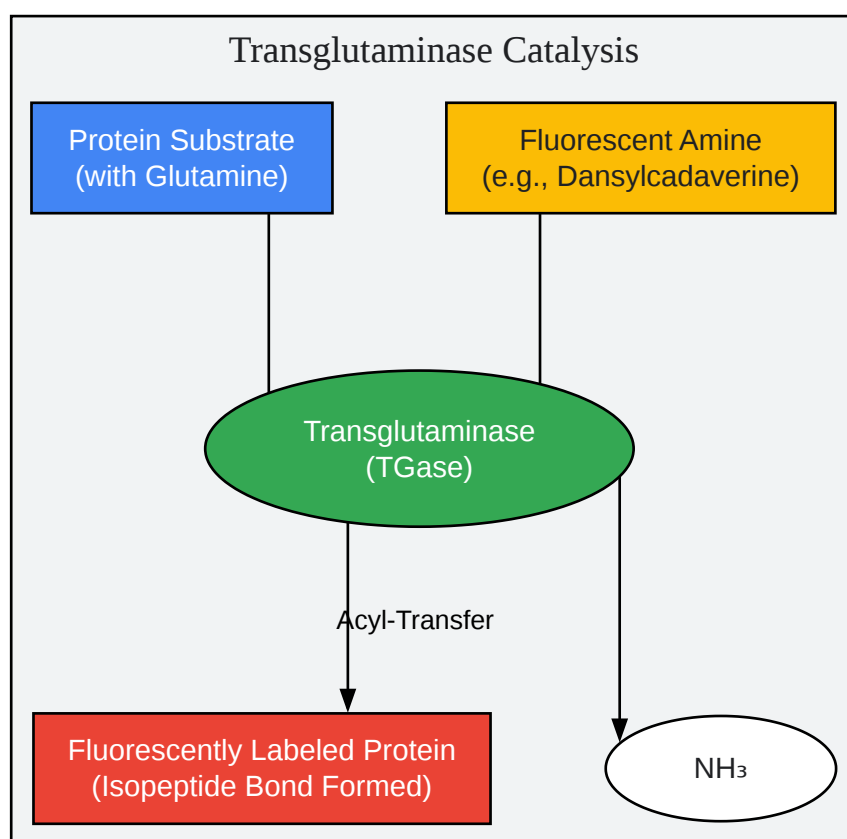 Transglutaminase Catalysis
Protein Substrate
(with Glutamine)
Fluorescent Amine
(e.g., Dansylcadaverine)
Transglutaminase
(TGase)
Acyl-Transfer
Fluorescently Labeled Protein
(Isopeptide Bond Formed)
NH₃